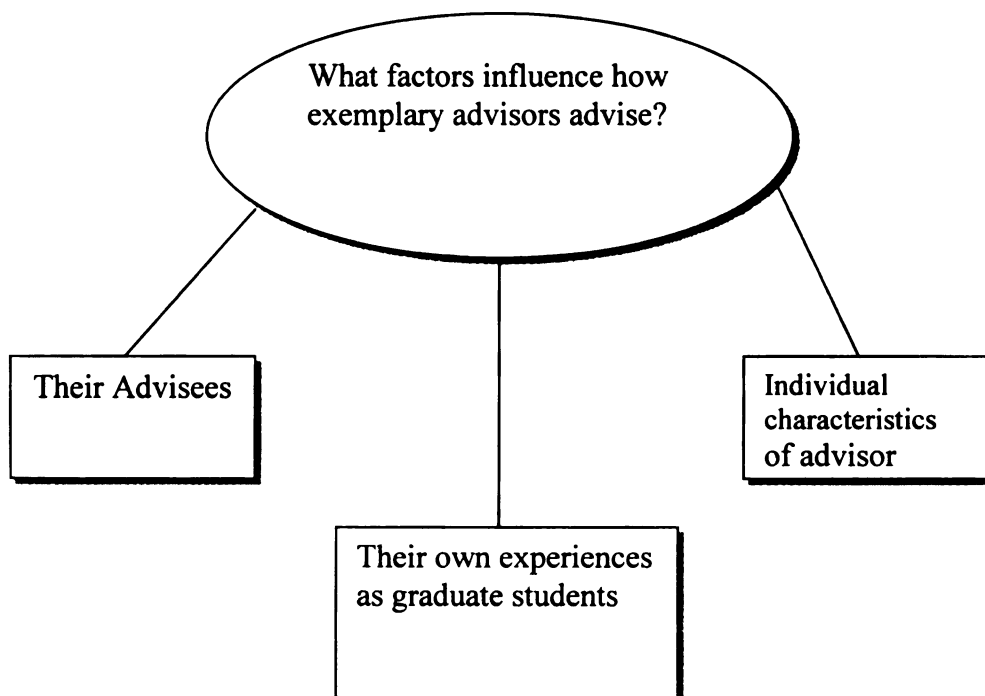 What factors influence how
exemplary advisors advise?
Their Advisees
Individual
characteristics
of advisor
Their own experiences
as graduate students